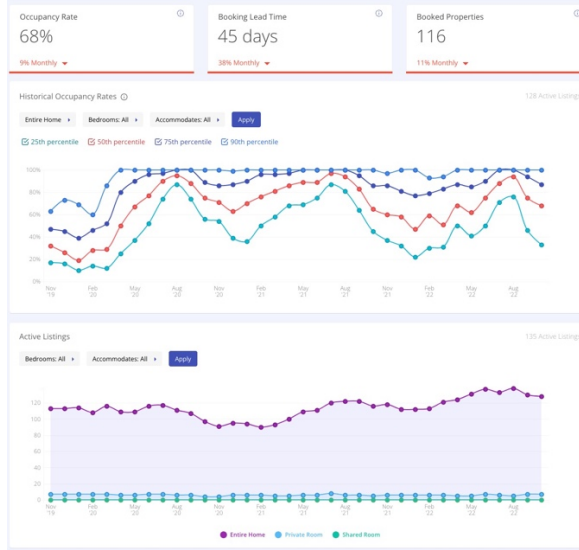 Occupancy Rate
68%
9% Monthly
Booking Lead Time
45 days
38% Monthly
Booked Properties
116
11% Monthly
Historical Occupancy Rates
128 Active Listings
Entire Home
Bedrooms: All
Accommodates: All
Apply
25th percentile
50th percentile
75th percentile
90th percentile
100%
80%
60%
40%
20%
0%
Nov '19
Feb '20
May '20
Aug '20
Nov '20
Feb '21
May '21
Aug '21
Nov '21
Feb '22
May '22
Aug '22
Active Listings
135 Active Listings
Bedrooms: All
Accommodates: All
Apply
120
100
80
60
40
20
0
Nov '19
Feb '20
May '20
Aug '20
Nov '20
Feb '21
May '21
Aug '21
Nov '21
Feb '22
May '22
Aug '22
Entire Home
Private Room
Shared Room